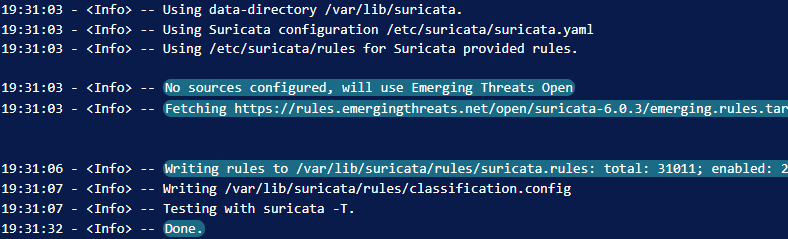 19:31:03 - <Info> -- Using data-directory /var/lib/suricata.
19:31:03 - <Info> -- Using Suricata configuration /etc/suricata/suricata.yaml
19:31:03 - <Info> -- Using /etc/suricata/rules for Suricata provided rules.
19:31:03 - <Info> -- No sources configured, will use Emerging Threats Open
19:31:03 - <Info> -- Fetching https://rules.emergingthreats.net/open/suricata-6.0.3/emerging.rules.tar
19:31:06 - <Info> -- Writing rules to /var/lib/suricata/rules/suricata.rules: total: 31011; enabled: 2
19:31:07 - <Info> -- Writing /var/lib/suricata/rules/classification.config
19:31:07 - <Info> -- Testing with suricata -T.
19:31:32 - <Info> -- Done.